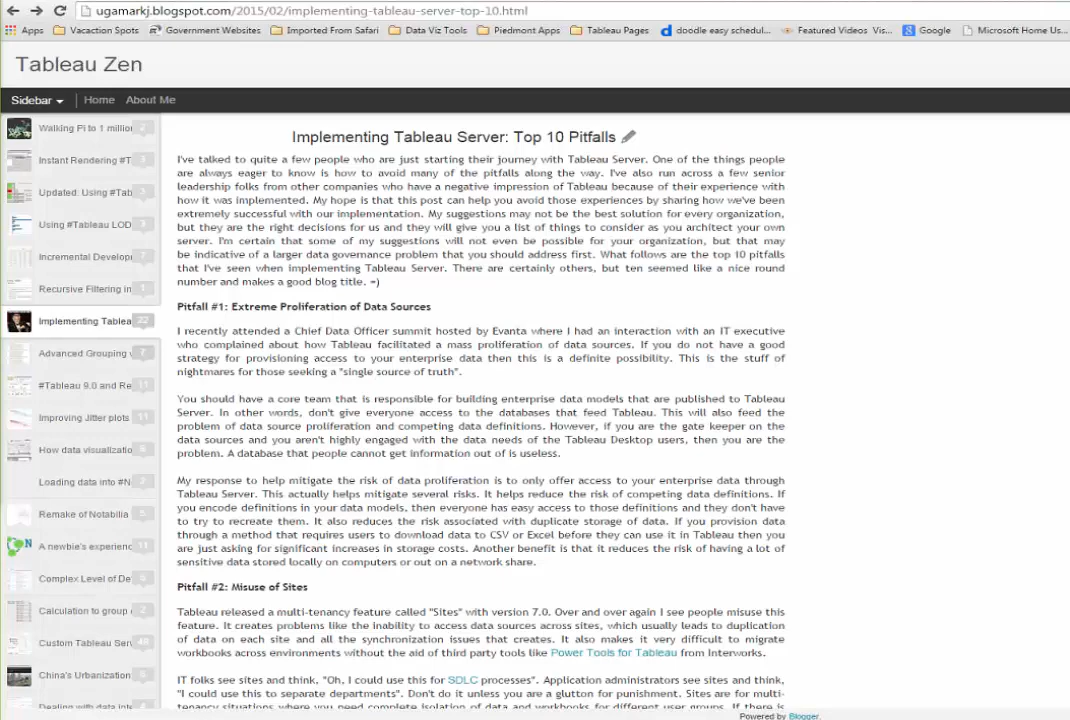 ugamarkj.blogspot.com/2015/02/implementing-tableau-server-top-10.html
Apps Vacaction Spots Government Websites Imported From Safari Data Viz Tools Piedmont Apps Tableau Pages doodle easy schedul... Featured Videos Vis... Google Microsoft Home Us...
Tableau Zen
Sidebar Home About Me
Walking Pi to 1 million 2
Instant Rendering #T
Updated: Using #Tab
Using #Tableau LOD
Incremental Develop
Recursive Filtering in 1
Implementing Tablea 22
Advanced Grouping
#Tableau 9.0 and Re 11
Improving Jitter plots 11
How data visualizatio
Loading data into #N
Remake of Notabilia
A newbie's experienc 11
Complex Level of De
Calculation to group 2
Custom Tableau Serv
China's Urbanization
Dealing with data int
Implementing Tableau Server: Top 10 Pitfalls
I've talked to quite a few people who are just starting their journey with Tableau Server. One of the things people
are always eager to know is how to avoid many of the pitfalls along the way. I've also run across a few senior
leadership folks from other companies who have a negative impression of Tableau because of their experience with
how it was implemented. My hope is that this post can help you avoid those experiences by sharing how we've been
extremely successful with our implementation. My suggestions may not be the best solution for every organization,
but they are the right decisions for us and they will give you a list of things to consider as you architect your own
server. I'm certain that some of my suggestions will not even be possible for your organization, but that may
be indicative of a larger data governance problem that you should address first. What follows are the top 10 pitfalls
that I've seen when implementing Tableau Server. There are certainly others, but ten seemed like a nice round
number and makes a good blog title. =)
Pitfall #1: Extreme Proliferation of Data Sources
I recently attended a Chief Data Officer summit hosted by Evanta where I had an interaction with an IT executive
who complained about how Tableau facilitated a mass proliferation of data sources. If you do not have a good
strategy for provisioning access to your enterprise data then this is a definite possibility. This is the stuff of
nightmares for those seeking a "single source of truth".
You should have a core team that is responsible for building enterprise data models that are published to Tableau
Server. In other words, don't give everyone access to the databases that feed Tableau. This will also feed the
problem of data source proliferation and competing data definitions. However, if you are the gate keeper on the
data sources and you aren't highly engaged with the data needs of the Tableau Desktop users, then you are the
problem. A database that people cannot get information out of is useless.
My response to help mitigate the risk of data proliferation is to only offer access to your enterprise data through
Tableau Server. This actually helps mitigate several risks. It helps reduce the risk of competing data definitions. If
you encode definitions in your data models, then everyone has easy access to those definitions and they don't have
to try to recreate them. It also reduces the risk associated with duplicate storage of data. If you provision data
through a method that requires users to download data to CSV or Excel before they can use it in Tableau then you
are just asking for significant increases in storage costs. Another benefit is that it reduces the risk of having a lot of
sensitive data stored locally on computers or out on a network share.
Pitfall #2: Misuse of Sites
Tableau released a multi-tenancy feature called "Sites" with version 7.0. Over and over again I see people misuse this
feature. It creates problems like the inability to access data sources across sites, which usually leads to duplication
of data on each site and all the synchronization issues that creates. It also makes it very difficult to migrate
workbooks across environments without the aid of third party tools like Power Tools for Tableau from Interworks.
IT folks see sites and think, "Oh, I could use this for SDLC processes". Application administrators see sites and think,
"I could use this to separate departments". Don't do it unless you are a glutton for punishment. Sites are for multi-
tenancy situations where you need complete isolation of data and workbooks for different user groups. If there is
Powered by Blogger.